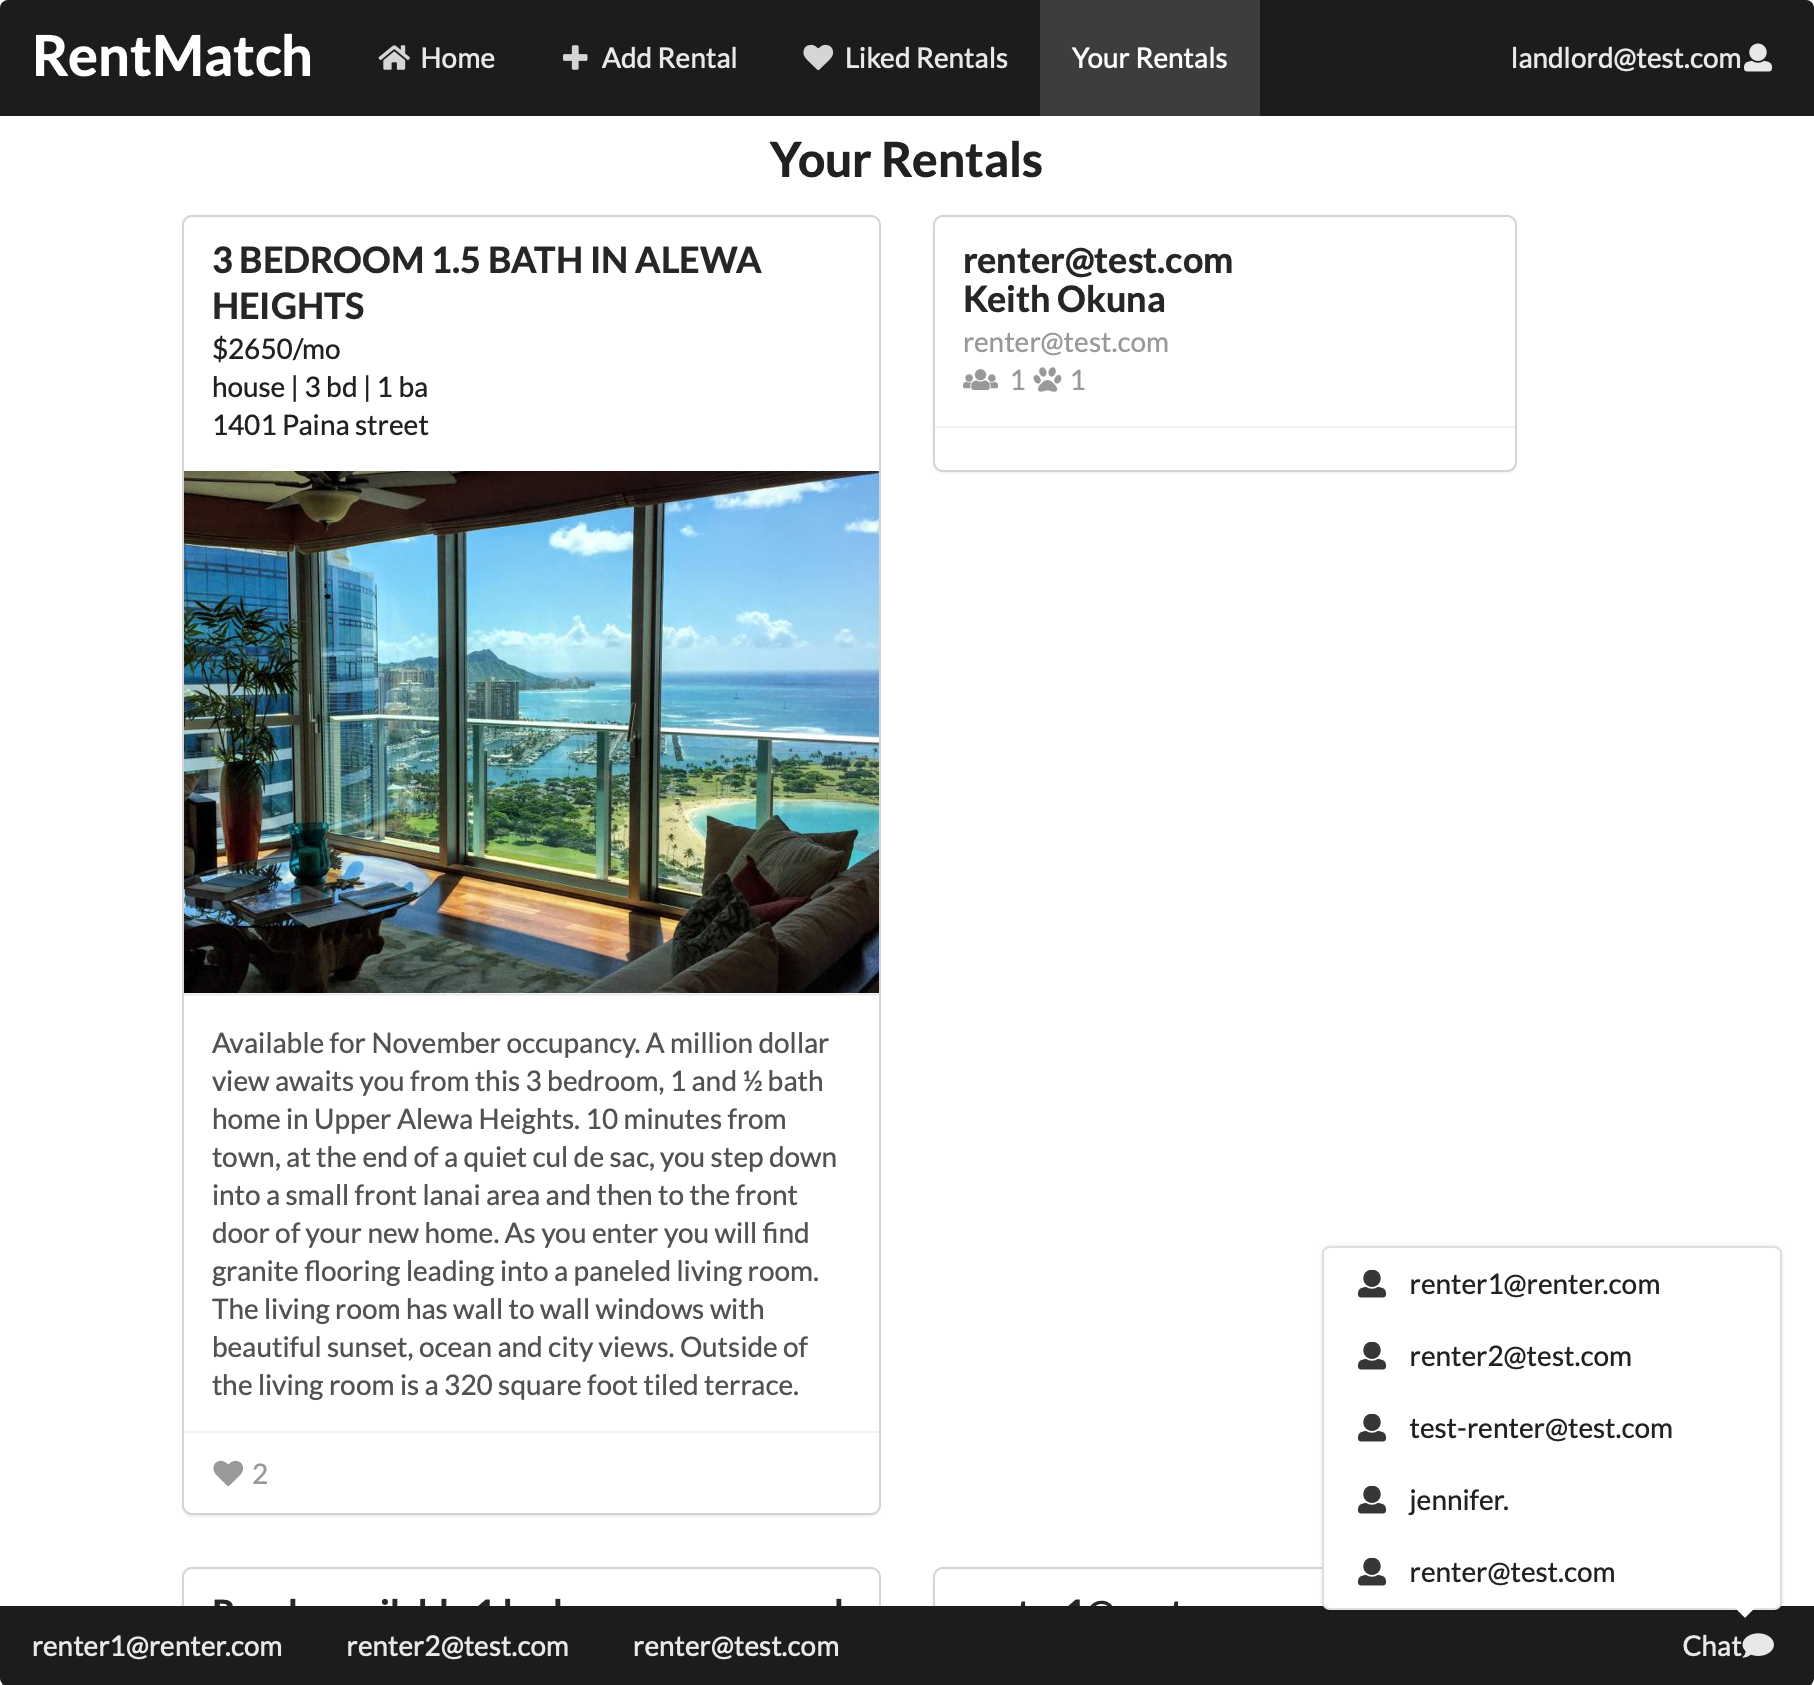 RentMatch
Home
Add Rental
Liked Rentals
Your Rentals
landlord@test.com
Your Rentals
3 BEDROOM 1.5 BATH IN ALEWA
HEIGHTS
$2650/mo
house | 3 bd | 1 ba
1401 Paina street
Available for November occupancy. A million dollar
view awaits you from this 3 bedroom, 1 and ½ bath
home in Upper Alewa Heights. 10 minutes from
town, at the end of a quiet cul de sac, you step down
into a small front lanai area and then to the front
door of your new home. As you enter you will find
granite flooring leading into a paneled living room.
The living room has wall to wall windows with
beautiful sunset, ocean and city views. Outside of
the living room is a 320 square foot tiled terrace.
2
renter@test.com
Keith Okuna
renter@test.com
1 1
renter1@renter.com
renter2@test.com
test-renter@test.com
jennifer.
renter@test.com
renter1@renter.com
renter2@test.com
renter@test.com
Chat